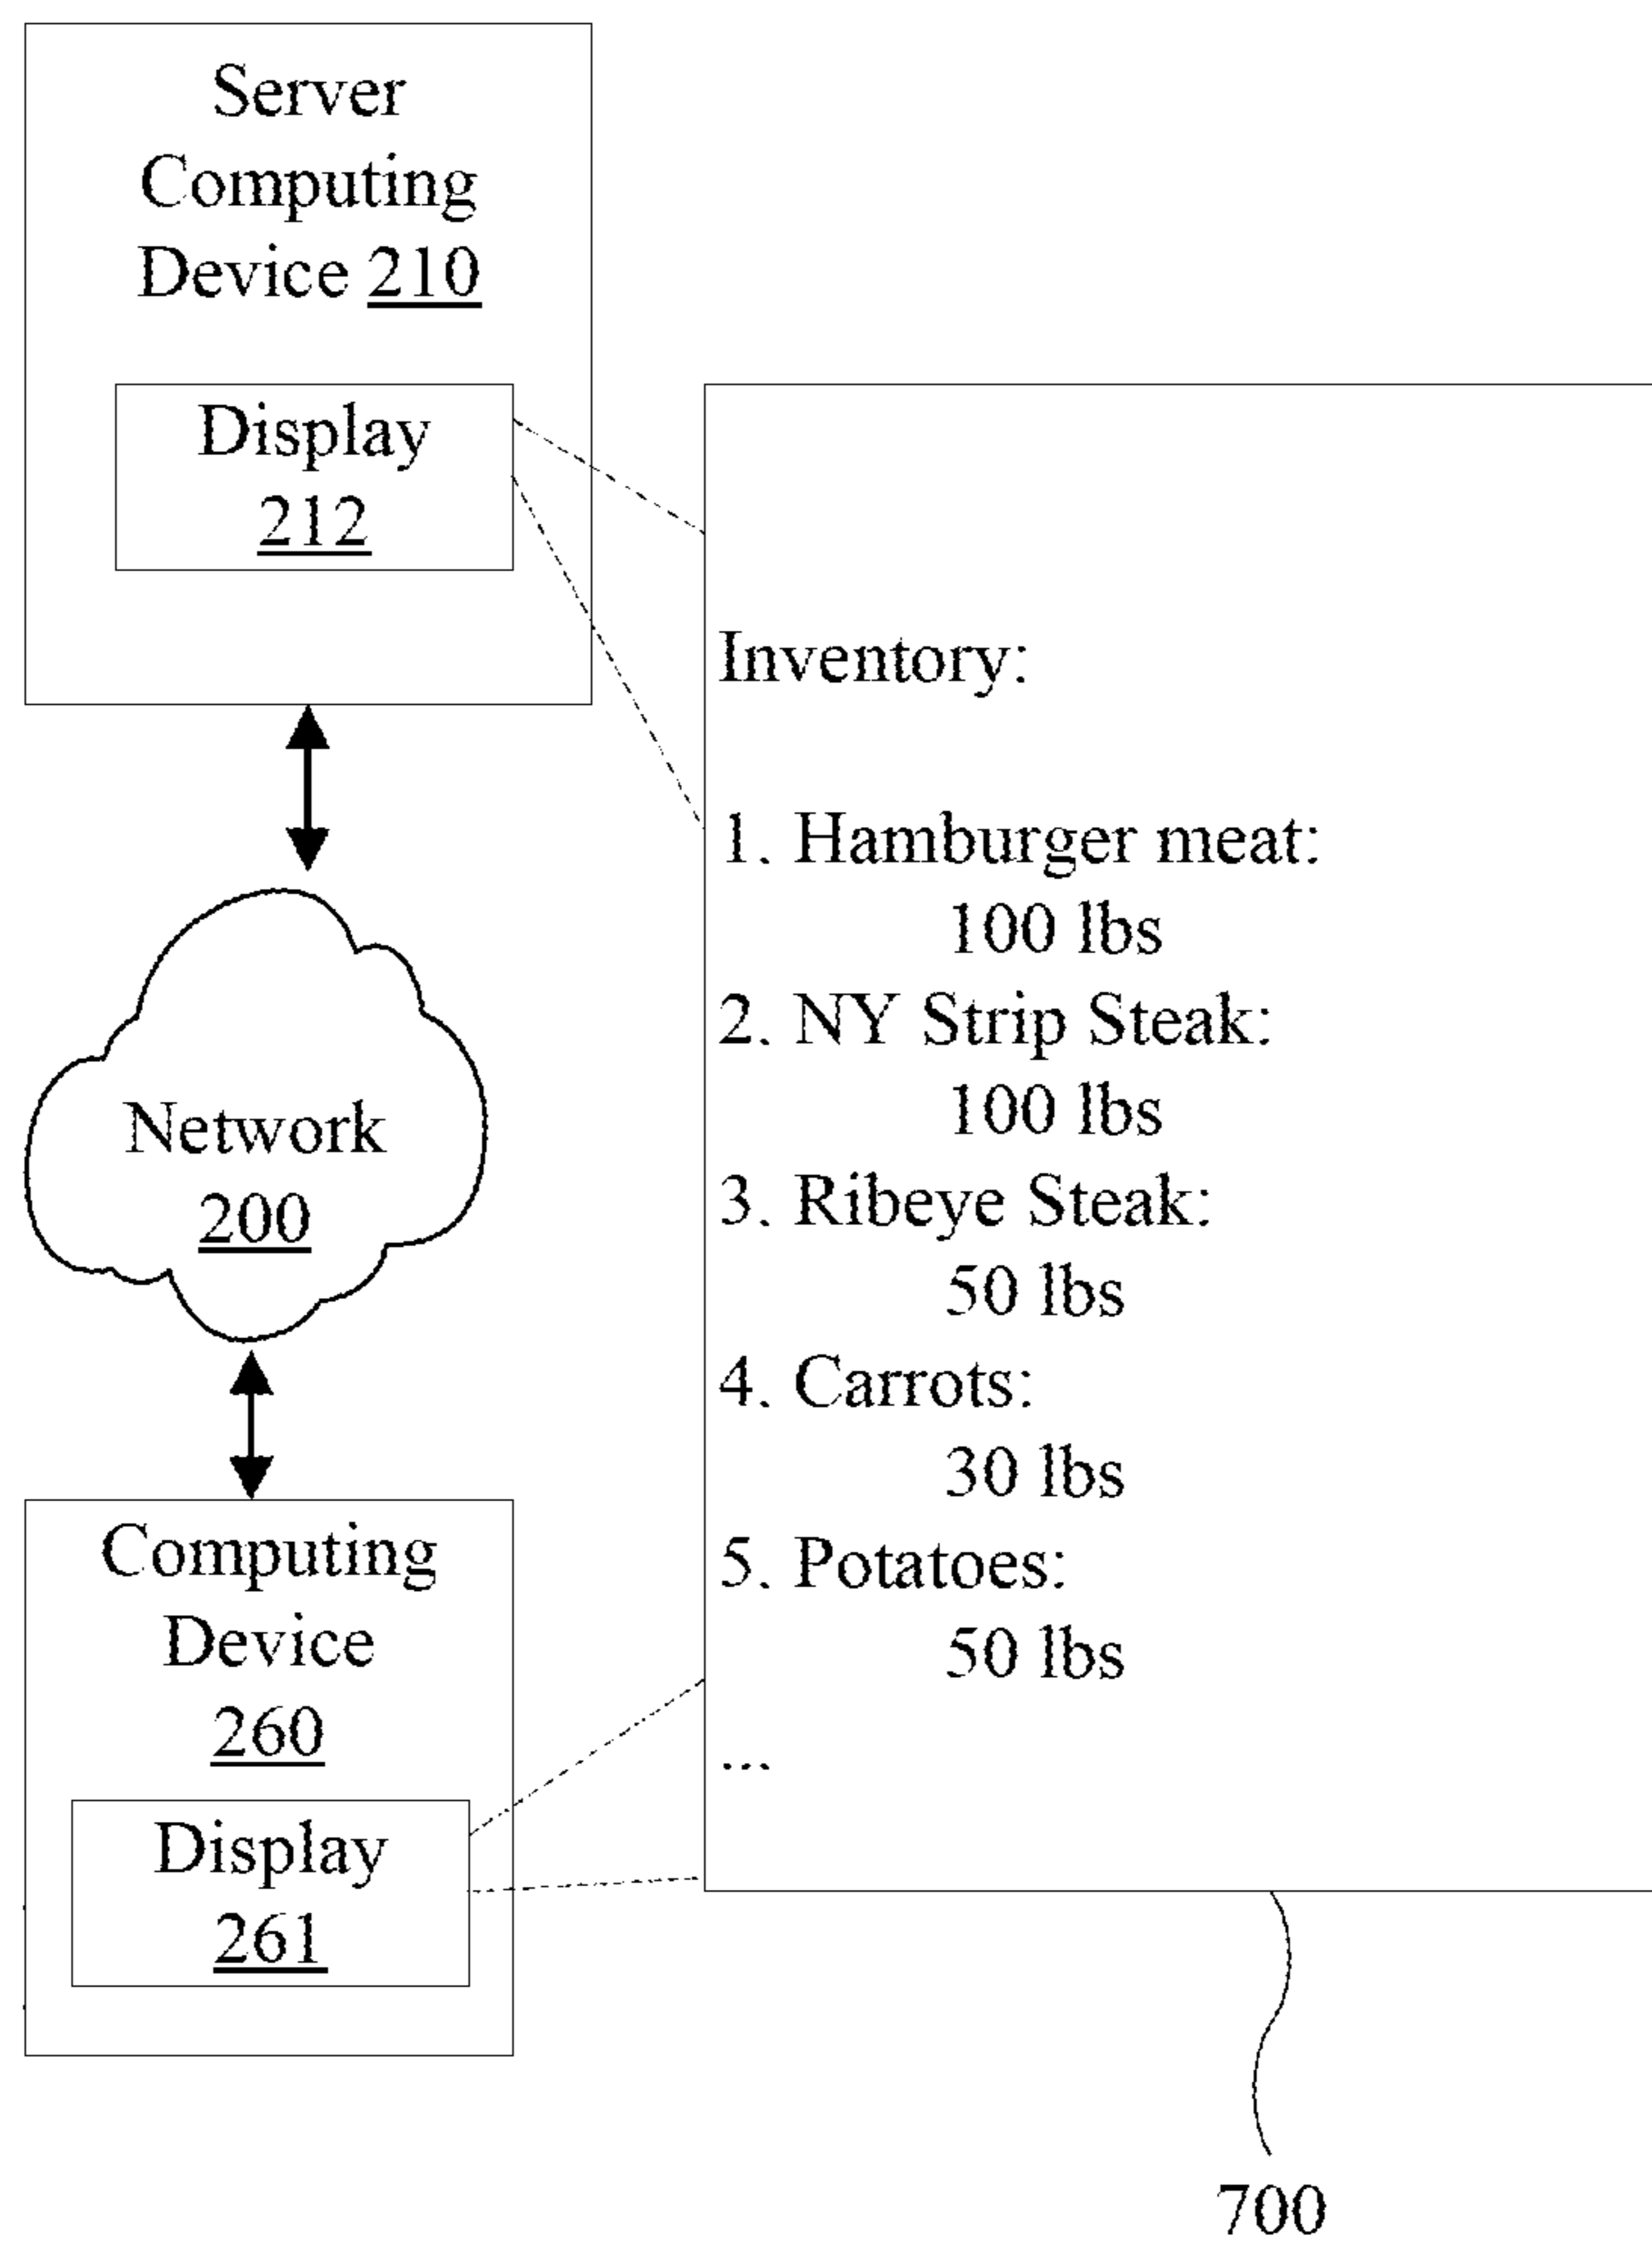 Server
Computing
Device 210
Display
212
Network
200
Computing
Device
260
Display
261
Inventory:
1. Hamburger meat:
100 lbs
2. NY Strip Steak:
100 lbs
3. Ribeye Steak:
50 lbs
4. Carrots:
30 lbs
5. Potatoes:
50 lbs
...
700